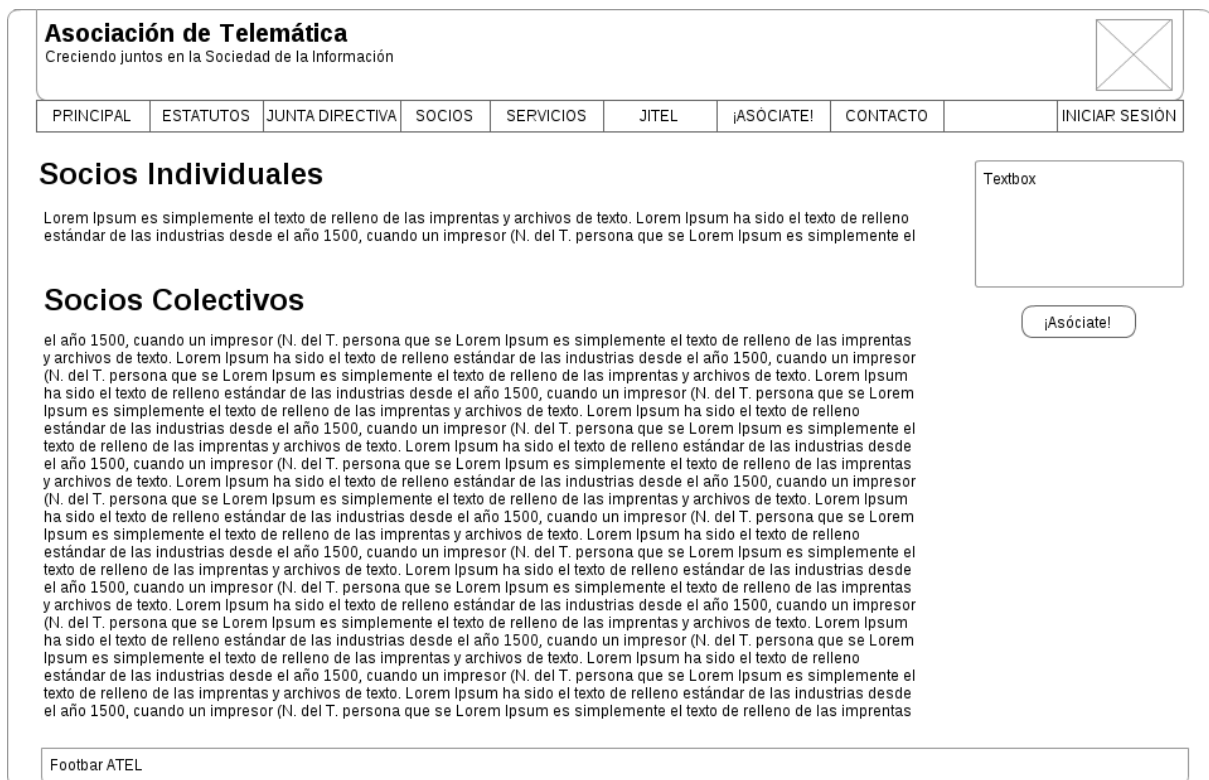 Asociación de Telemática
Creciendo juntos en la Sociedad de la Información
PRINCIPAL ESTATUTOS JUNTA DIRECTIVA SOCIOS SERVICIOS JITEL ¡ASÓCIATE! CONTACTO INICIAR SESIÓN
Socios Individuales
Lorem Ipsum es simplemente el texto de relleno de las imprentas y archivos de texto. Lorem Ipsum ha sido el texto de relleno
estándar de las industrias desde el año 1500, cuando un impresor (N. del T. persona que se Lorem Ipsum es simplemente el
Socios Colectivos
el año 1500, cuando un impresor (N. del T. persona que se Lorem Ipsum es simplemente el texto de relleno de las imprentas
y archivos de texto. Lorem Ipsum ha sido el texto de relleno estándar de las industrias desde el año 1500, cuando un impresor
(N. del T. persona que se Lorem Ipsum es simplemente el texto de relleno de las imprentas y archivos de texto. Lorem Ipsum
ha sido el texto de relleno estándar de las industrias desde el año 1500, cuando un impresor (N. del T. persona que se Lorem
Ipsum es simplemente el texto de relleno de las imprentas y archivos de texto. Lorem Ipsum ha sido el texto de relleno
estándar de las industrias desde el año 1500, cuando un impresor (N. del T. persona que se Lorem Ipsum es simplemente el
texto de relleno de las imprentas y archivos de texto. Lorem Ipsum ha sido el texto de relleno estándar de las industrias desde
el año 1500, cuando un impresor (N. del T. persona que se Lorem Ipsum es simplemente el texto de relleno de las imprentas
y archivos de texto. Lorem Ipsum ha sido el texto de relleno estándar de las industrias desde el año 1500, cuando un impresor
(N. del T. persona que se Lorem Ipsum es simplemente el texto de relleno de las imprentas y archivos de texto. Lorem Ipsum
ha sido el texto de relleno estándar de las industrias desde el año 1500, cuando un impresor (N. del T. persona que se Lorem
Ipsum es simplemente el texto de relleno de las imprentas y archivos de texto. Lorem Ipsum ha sido el texto de relleno
estándar de las industrias desde el año 1500, cuando un impresor (N. del T. persona que se Lorem Ipsum es simplemente el
texto de relleno de las imprentas y archivos de texto. Lorem Ipsum ha sido el texto de relleno estándar de las industrias desde
el año 1500, cuando un impresor (N. del T. persona que se Lorem Ipsum es simplemente el texto de relleno de las imprentas
y archivos de texto. Lorem Ipsum ha sido el texto de relleno estándar de las industrias desde el año 1500, cuando un impresor
(N. del T. persona que se Lorem Ipsum es simplemente el texto de relleno de las imprentas y archivos de texto. Lorem Ipsum
ha sido el texto de relleno estándar de las industrias desde el año 1500, cuando un impresor (N. del T. persona que se Lorem
Ipsum es simplemente el texto de relleno de las imprentas y archivos de texto. Lorem Ipsum ha sido el texto de relleno
estándar de las industrias desde el año 1500, cuando un impresor (N. del T. persona que se Lorem Ipsum es simplemente el
texto de relleno de las imprentas y archivos de texto. Lorem Ipsum ha sido el texto de relleno estándar de las industrias desde
el año 1500, cuando un impresor (N. del T. persona que se Lorem Ipsum es simplemente el texto de relleno de las imprentas
Textbox
¡Asóciate!
Footbar ATEL